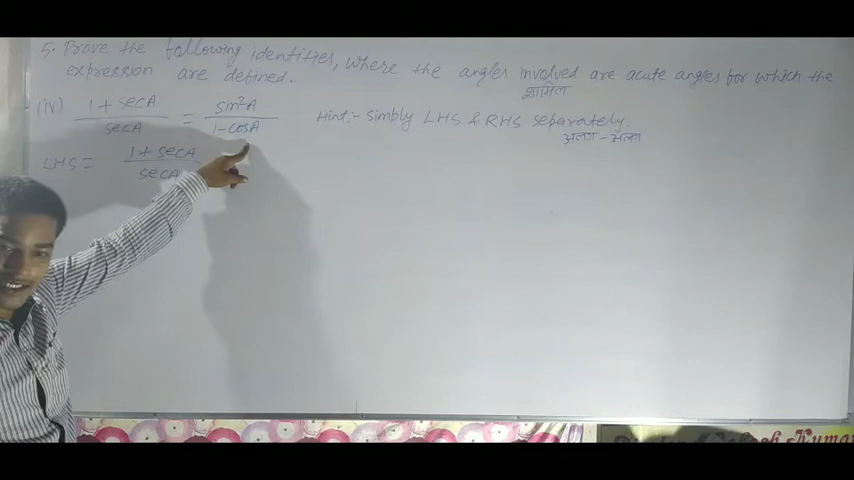 5. Prove the following identities, where the angles involved are acute angles for which the
शामिल
expression are defined.
(iv) 1 + secA / secA = sin²A / 1-cosA Hint:- Simply LHS & RHS separately.
अलग-अलग
LHS = 1 + secA / secA
Kumar